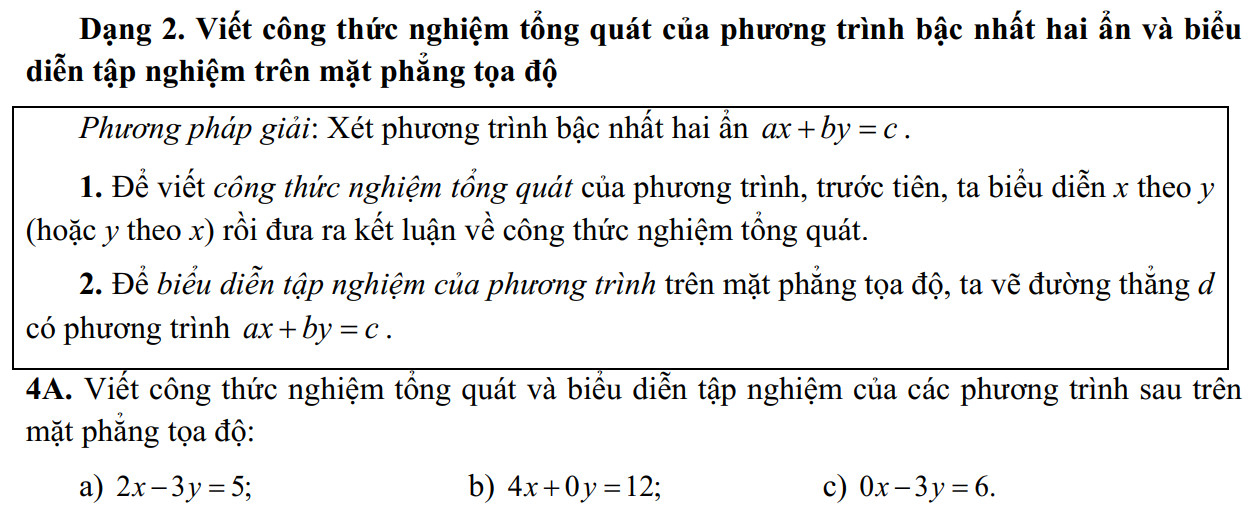 Dạng 2. Viết công thức nghiệm tổng quát của phương trình bậc nhất hai ẩn và biểu
diễn tập nghiệm trên mặt phẳng tọa độ
Phương pháp giải: Xét phương trình bậc nhất hai ẩn ax + by = c .
1. Để viết công thức nghiệm tổng quát của phương trình, trước tiên, ta biểu diễn x theo y
(hoặc y theo x) rồi đưa ra kết luận về công thức nghiệm tổng quát.
2. Để biểu diễn tập nghiệm của phương trình trên mặt phẳng tọa độ, ta vẽ đường thẳng d
có phương trình ax + by = c .
4A. Viết công thức nghiệm tổng quát và biểu diễn tập nghiệm của các phương trình sau trên
mặt phẳng tọa độ:
a) 2x − 3y = 5; b) 4x + 0y = 12; c) 0x − 3y = 6.